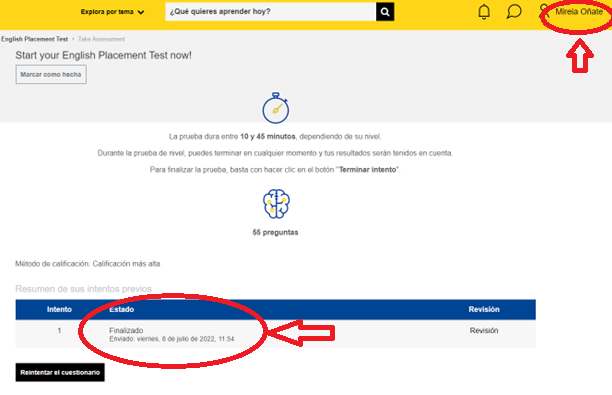 Explora por tema
¿Qué quieres aprender hoy?
Mireia Oñate
English Placement Test › Take Assessment
Start your English Placement Test now!
Marcar como hecha
La prueba dura entre 10 y 45 minutos, dependiendo de su nivel.
Durante la prueba de nivel, puedes terminar en cualquier momento y tus resultados serán tenidos en cuenta.
Para finalizar la prueba, basta con hacer clic en el botón "Terminar intento".
55 preguntas
Método de calificación: Calificación más alta
Resumen de sus intentos previos
Intento Estado Revisión
1 Finalizado Revisión
Enviado: viernes, 8 de julio de 2022, 11:54
Reintentar el cuestionario